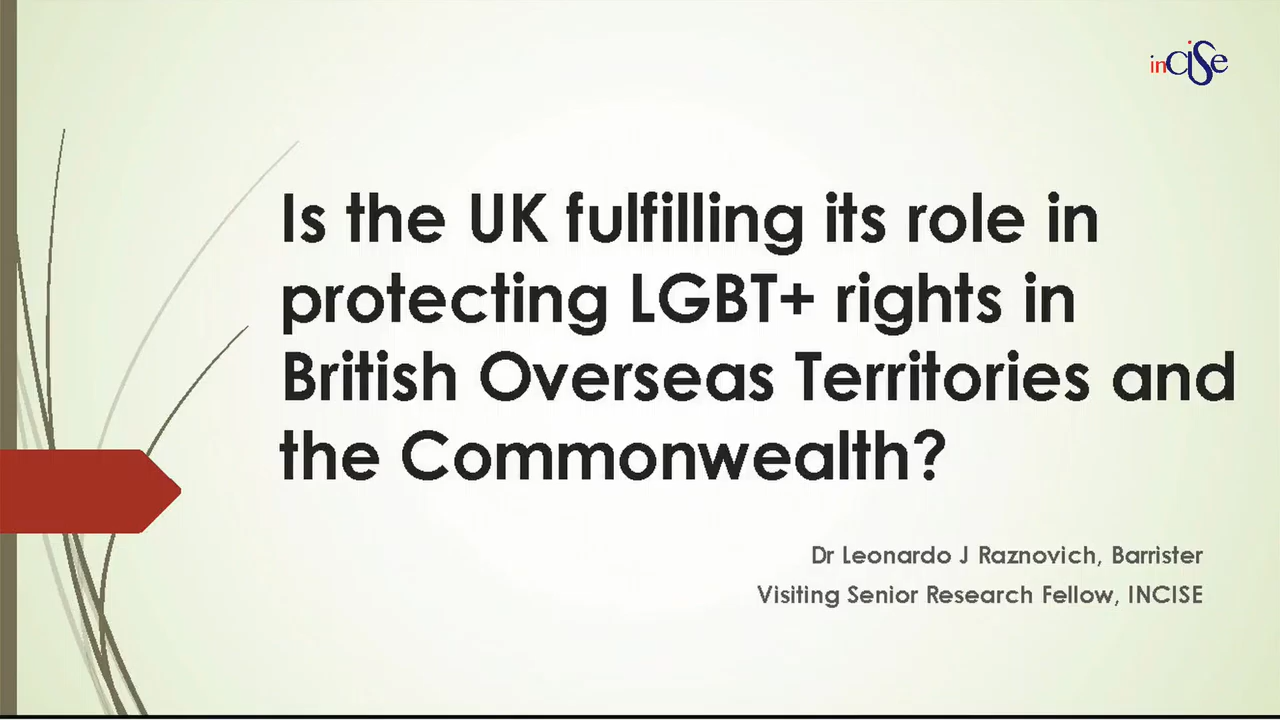 inCISe
Is the UK fulfilling its role in
protecting LGBT+ rights in
British Overseas Territories and
the Commonwealth?
Dr Leonardo J Raznovich, Barrister
Visiting Senior Research Fellow, INCISE